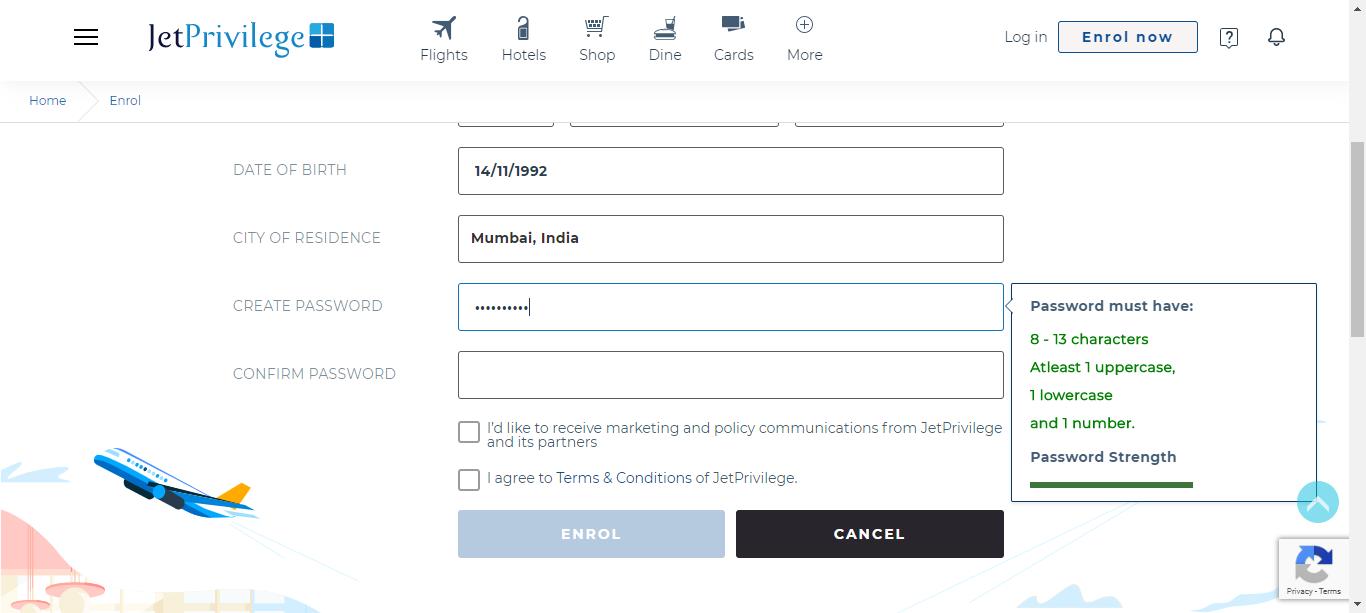 JetPrivilege
Flights
Hotels
Shop
Dine
Cards
More
Log in
Enrol now
Home
Enrol
DATE OF BIRTH
14/11/1992
CITY OF RESIDENCE
Mumbai, India
CREATE PASSWORD
••••••••••
CONFIRM PASSWORD
Password must have:
8 - 13 characters
Atleast 1 uppercase,
1 lowercase
and 1 number.
Password Strength
I'd like to receive marketing and policy communications from JetPrivilege
and its partners
I agree to Terms & Conditions of JetPrivilege.
ENROL
CANCEL
Privacy - Terms